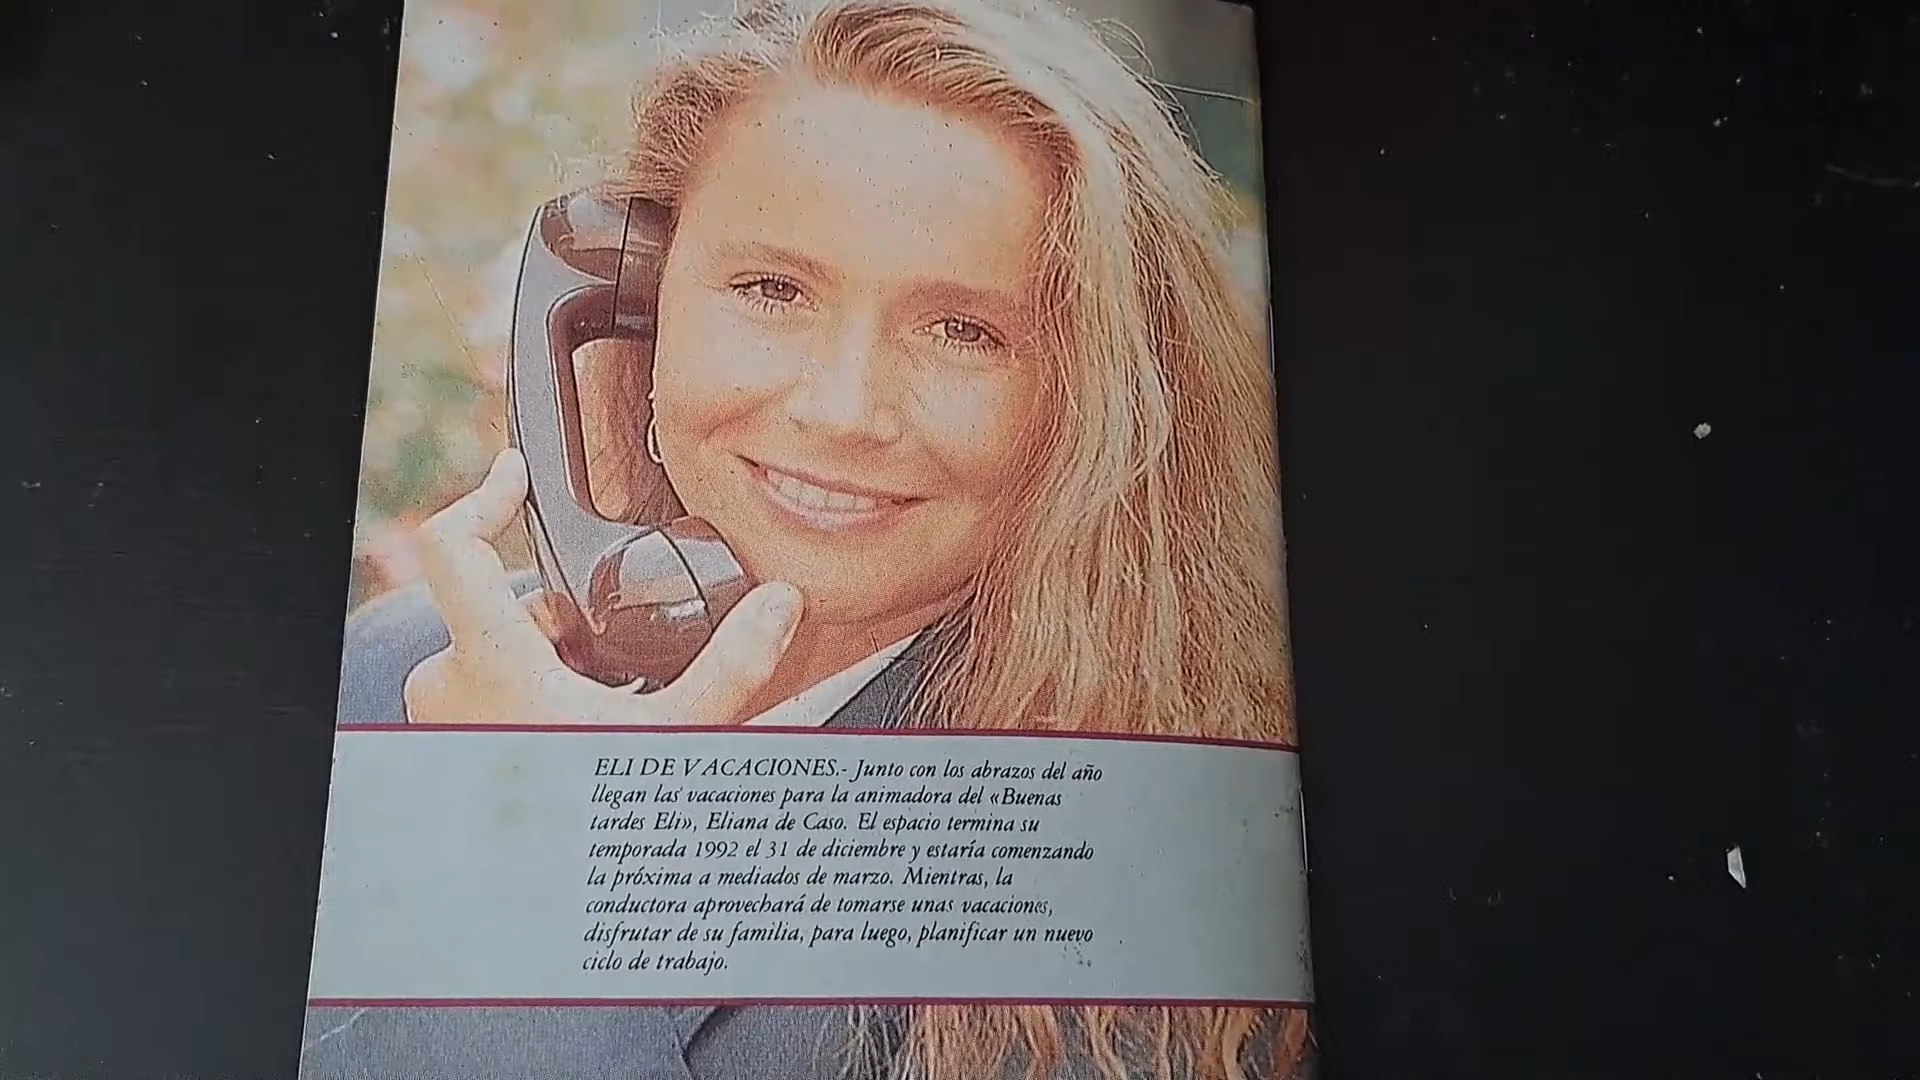 ELI DE VACACIONES.- Junto con los abrazos del año
llegan las vacaciones para la animadora del «Buenas
tardes Eli», Eliana de Caso. El espacio termina su
temporada 1992 el 31 de diciembre y estaría comenzando
la próxima a mediados de marzo. Mientras, la
conductora aprovechará de tomarse unas vacaciones,
disfrutar de su familia, para luego, planificar un nuevo
ciclo de trabajo.